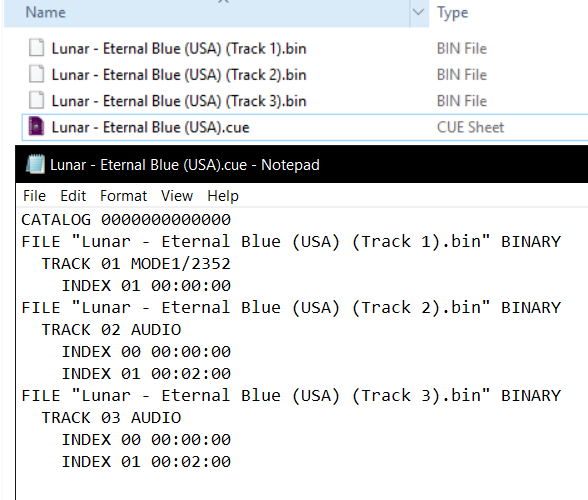 Name Type
Lunar - Eternal Blue (USA) (Track 1).bin BIN File
Lunar - Eternal Blue (USA) (Track 2).bin BIN File
Lunar - Eternal Blue (USA) (Track 3).bin BIN File
Lunar - Eternal Blue (USA).cue CUE Sheet
Lunar - Eternal Blue (USA).cue - Notepad
File Edit Format View Help
CATALOG 0000000000000
FILE "Lunar - Eternal Blue (USA) (Track 1).bin" BINARY
  TRACK 01 MODE1/2352
    INDEX 01 00:00:00
FILE "Lunar - Eternal Blue (USA) (Track 2).bin" BINARY
  TRACK 02 AUDIO
    INDEX 00 00:00:00
    INDEX 01 00:02:00
FILE "Lunar - Eternal Blue (USA) (Track 3).bin" BINARY
  TRACK 03 AUDIO
    INDEX 00 00:00:00
    INDEX 01 00:02:00